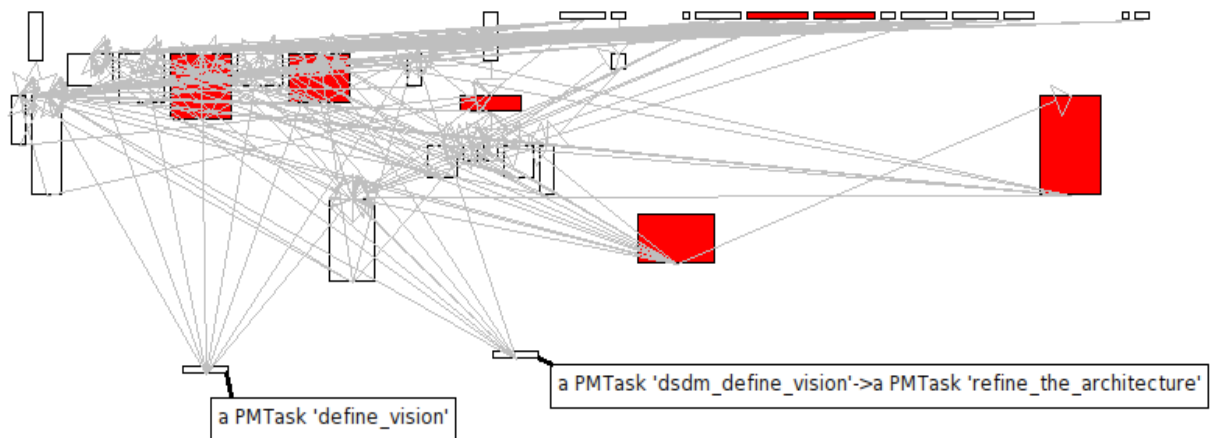 a PMTask 'dsdm_define_vision'->a PMTask 'refine_the_architecture'
a PMTask 'define_vision'